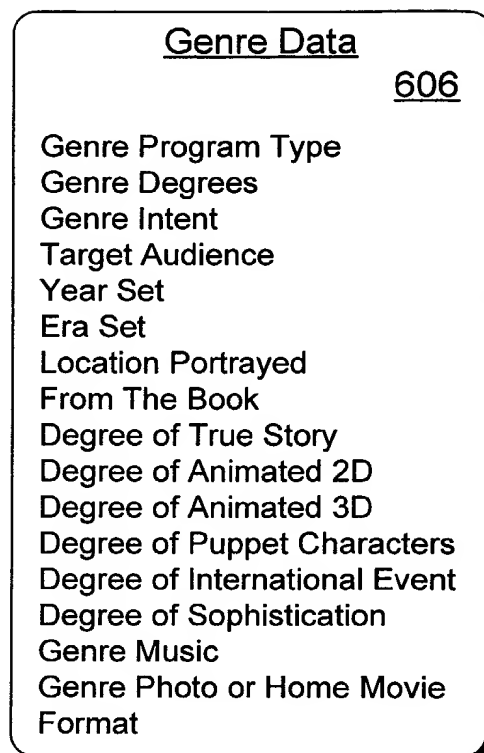 Genre Data
606
Genre Program Type
Genre Degrees
Genre Intent
Target Audience
Year Set
Era Set
Location Portrayed
From The Book
Degree of True Story
Degree of Animated 2D
Degree of Animated 3D
Degree of Puppet Characters
Degree of International Event
Degree of Sophistication
Genre Music
Genre Photo or Home Movie
Format